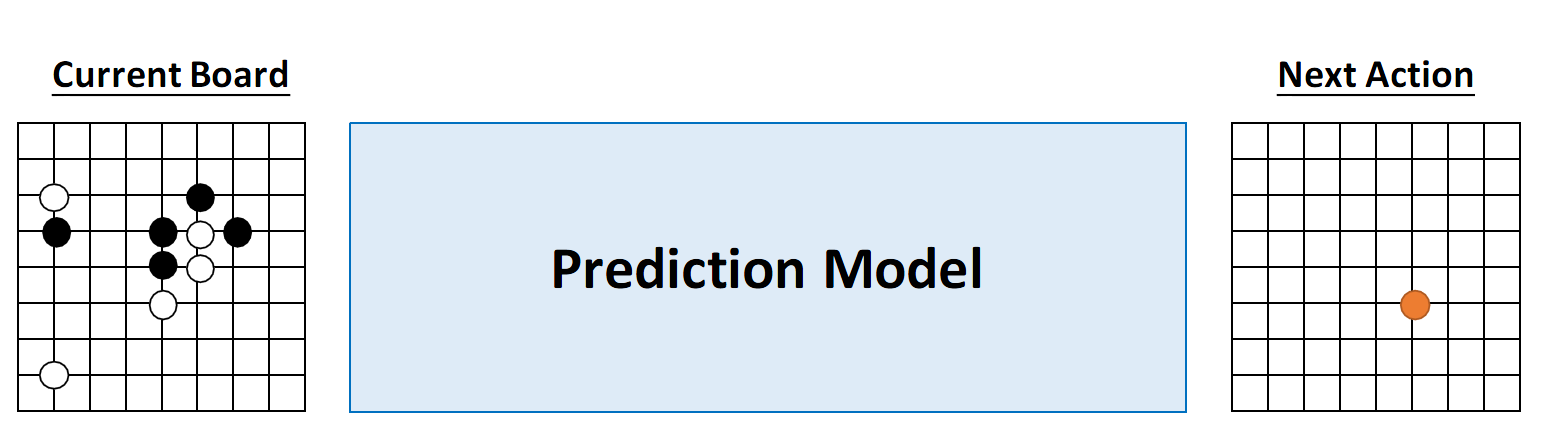 Current Board
Next Action
Prediction Model